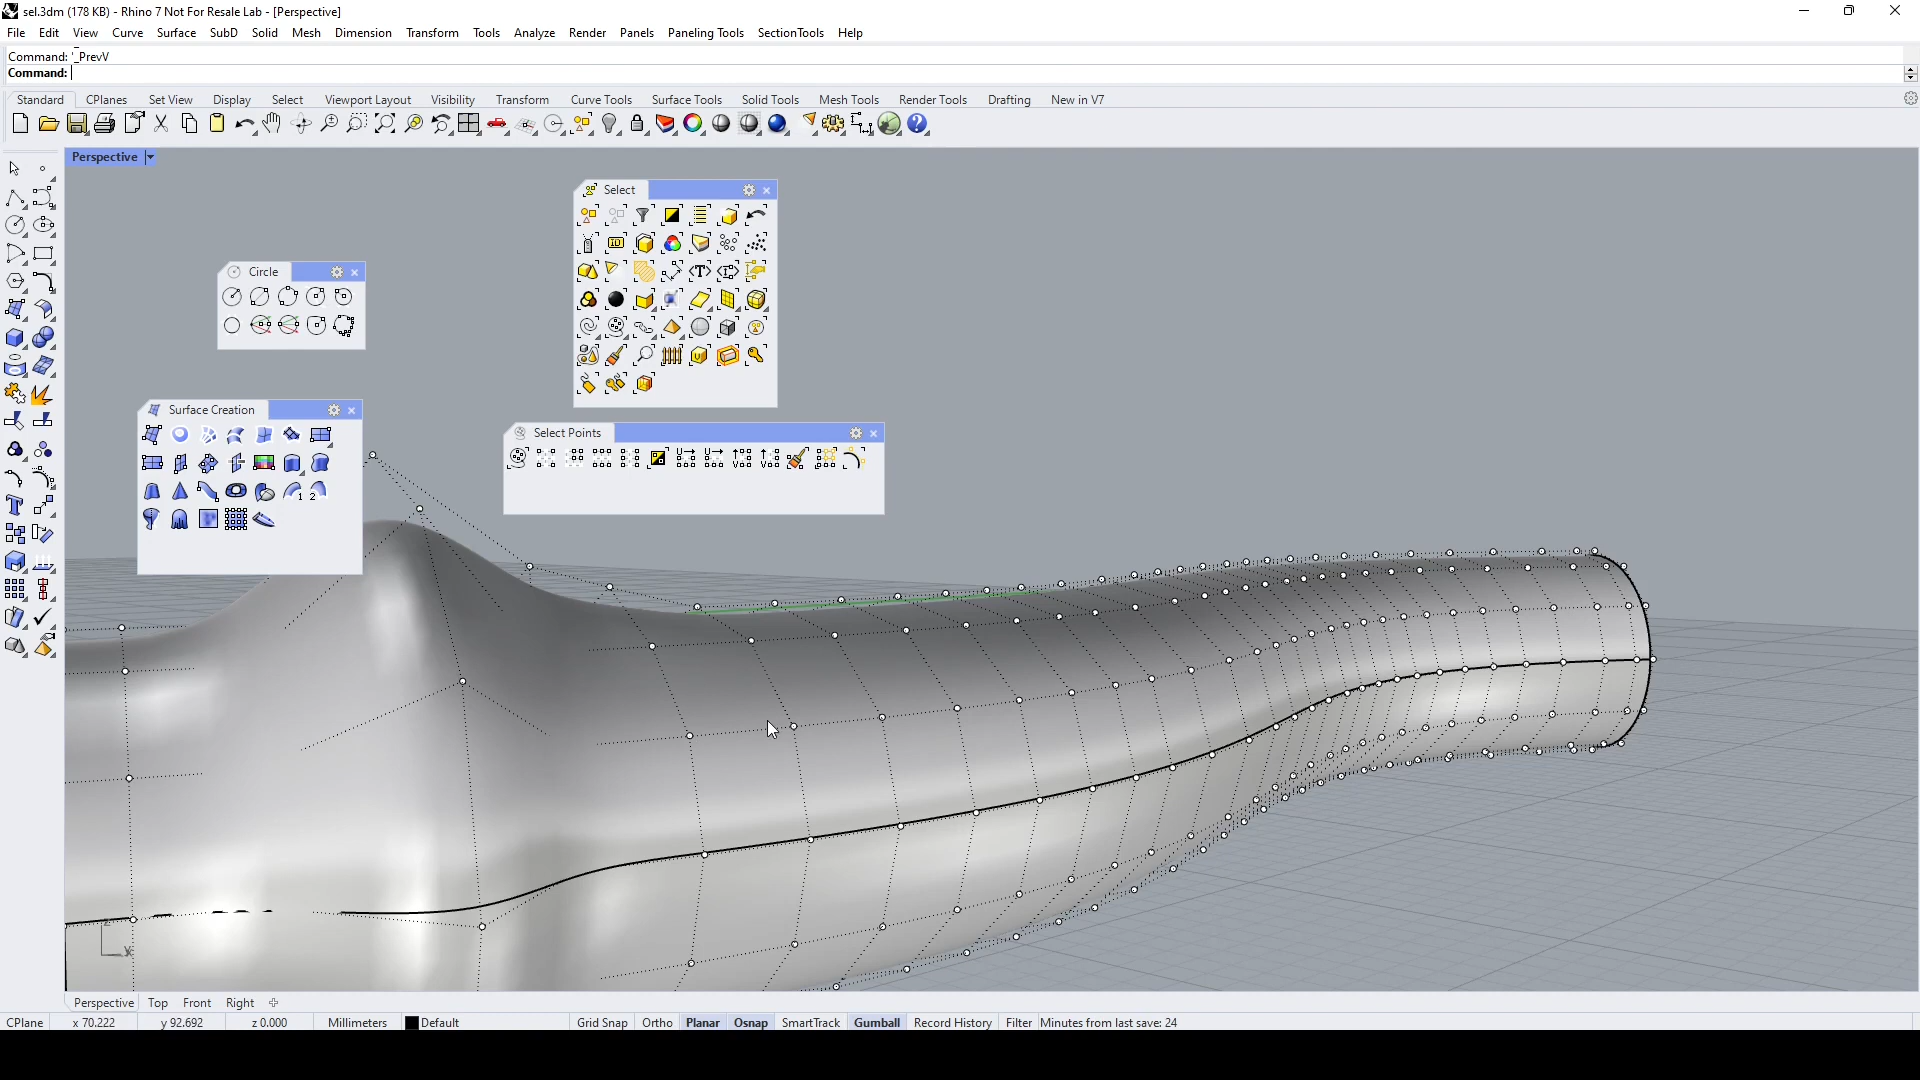 sel.3dm (178 KB) - Rhino 7 Not For Resale Lab - [Perspective]
File Edit View Curve Surface SubD Solid Mesh Dimension Transform Tools Analyze Render Panels Paneling Tools SectionTools Help
Command: '_PrevV
Command:
Standard CPlanes Set View Display Select Viewport Layout Visibility Transform Curve Tools Surface Tools Solid Tools Mesh Tools Render Tools Drafting New in V7
Perspective
Select
Circle
Surface Creation
Select Points
z
y
Perspective Top Front Right
CPlane x 70.222 y 92.692 z 0.000 Millimeters Default Grid Snap Ortho Planar Osnap SmartTrack Gumball Record History Filter Minutes from last save: 24